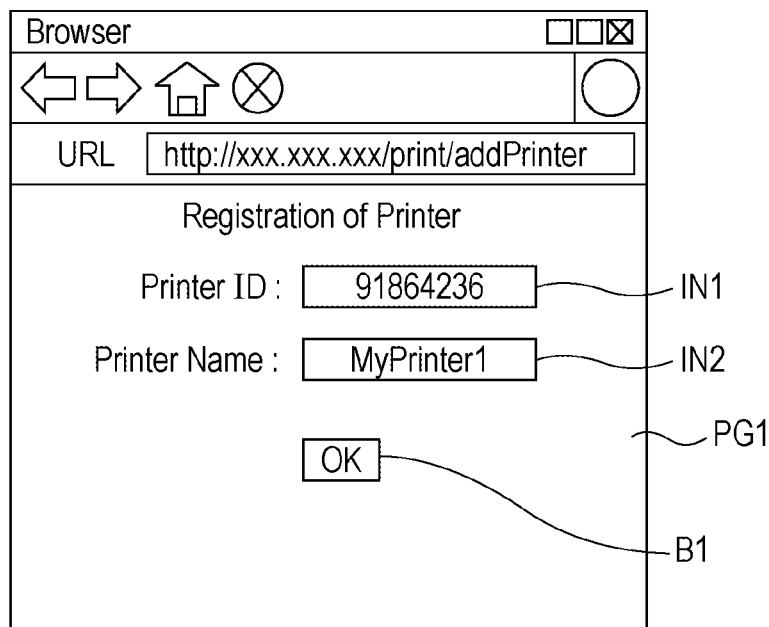 Browser
URL http://xxx.xxx.xxx/print/addPrinter
Registration of Printer
Printer ID : 91864236 IN1
Printer Name : MyPrinter1 IN2
PG1
OK
B1